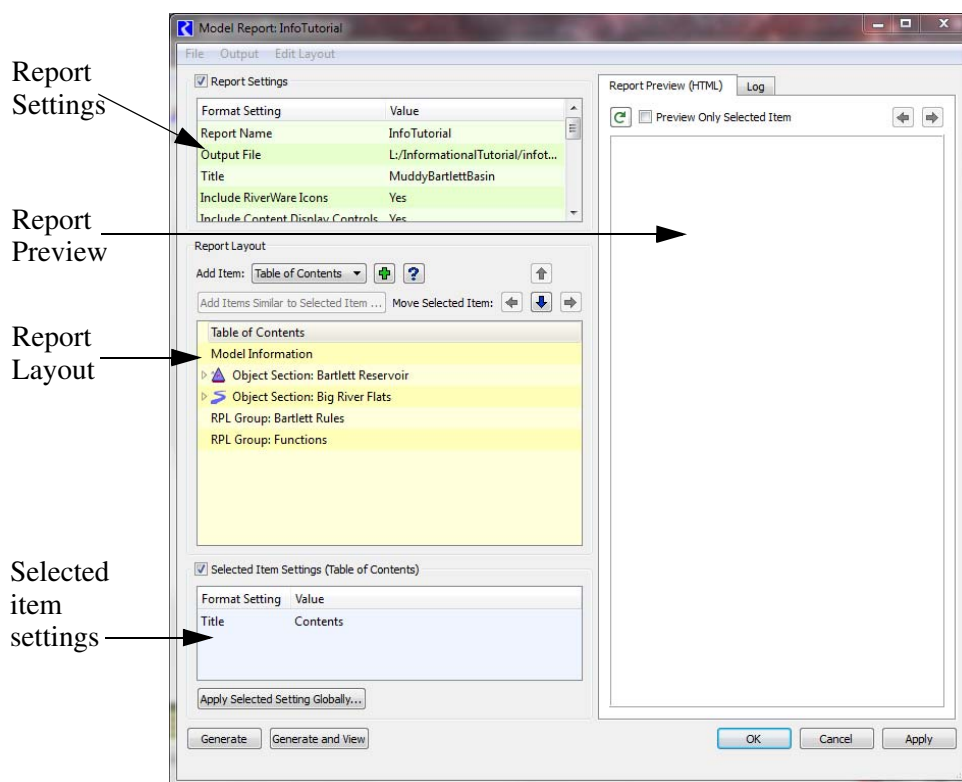 Model Report: InfoTutorial
File Output Edit Layout
Report
Settings
Report Settings
Format Setting Value
Report Name InfoTutorial
Output File L:/InformationalTutorial/infot...
Title MuddyBartlettBasin
Include RiverWare Icons Yes
Include Content Display Controls Yes
Report
Preview
Report Layout
Add Item: Table of Contents
Add Items Similar to Selected Item ... Move Selected Item:
Report
Layout
Table of Contents
Model Information
Object Section: Bartlett Reservoir
Object Section: Big River Flats
RPL Group: Bartlett Rules
RPL Group: Functions
Selected
item
settings
Selected Item Settings (Table of Contents)
Format Setting Value
Title Contents
Apply Selected Setting Globally...
Generate Generate and View
Report Preview (HTML) Log
Preview Only Selected Item
OK Cancel Apply